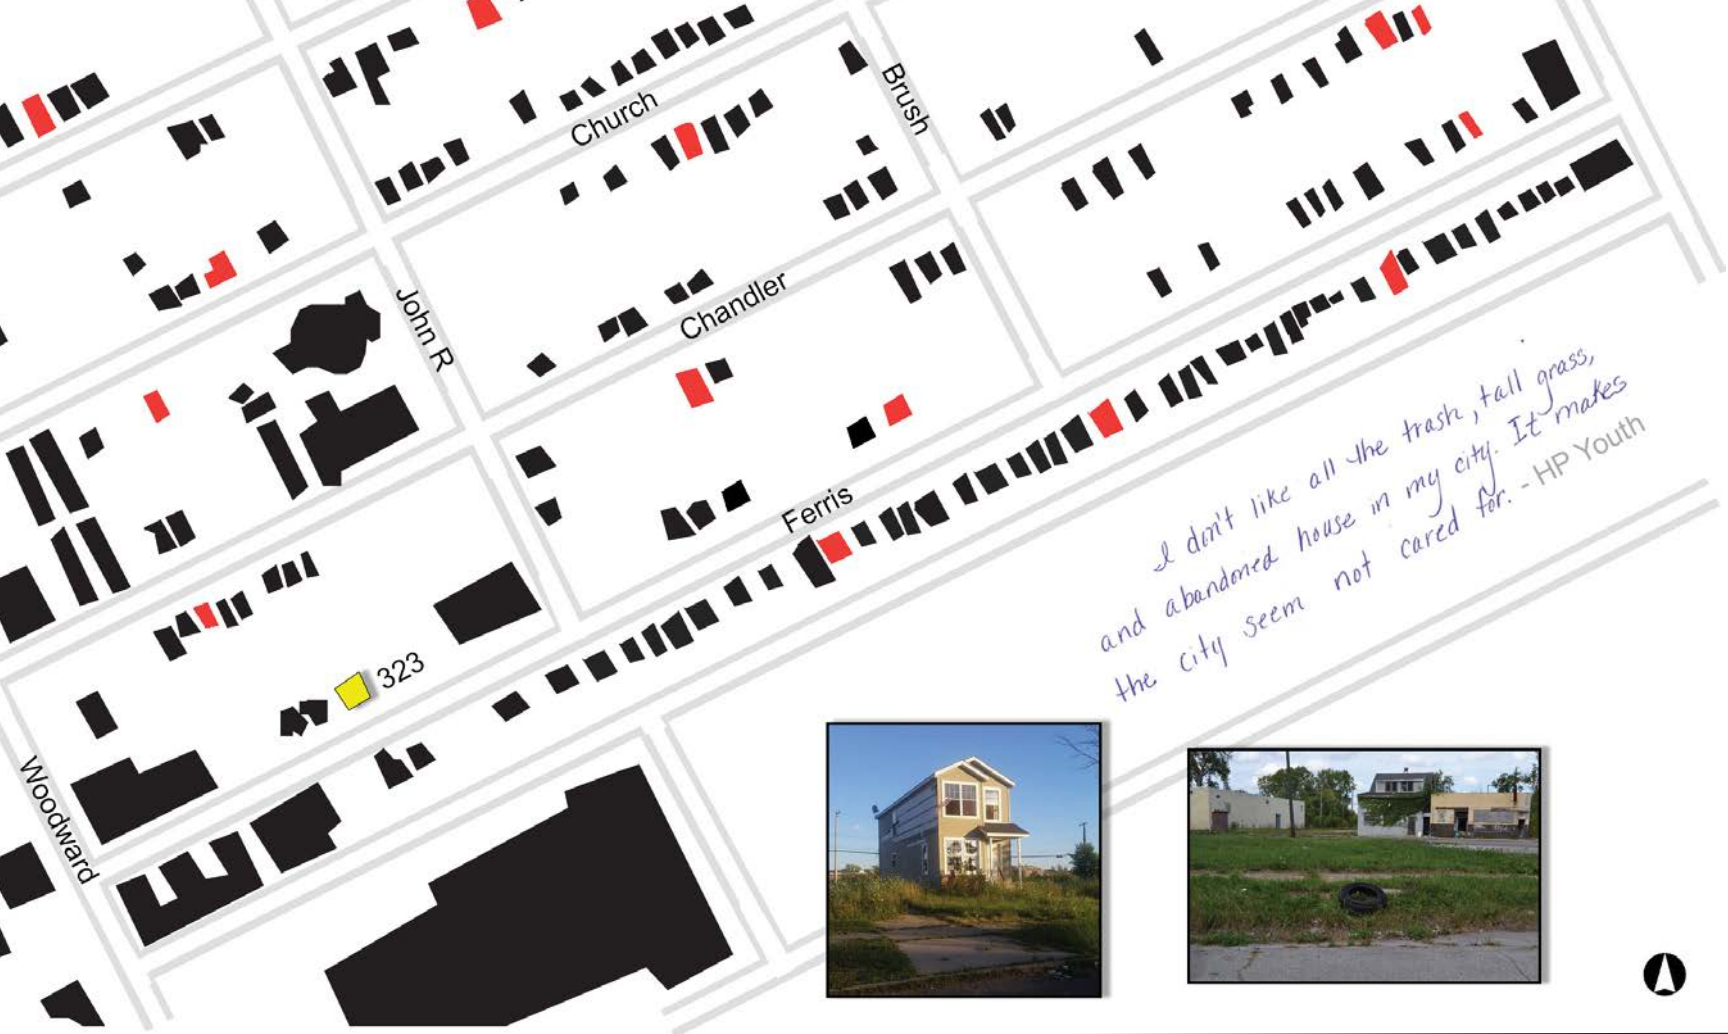 Church
Brush
John R
Chandler
Ferris
323
Woodward
I don't like all the trash, tall grass,
and abandoned house in my city. It makes
the city seem not cared for. - HP Youth